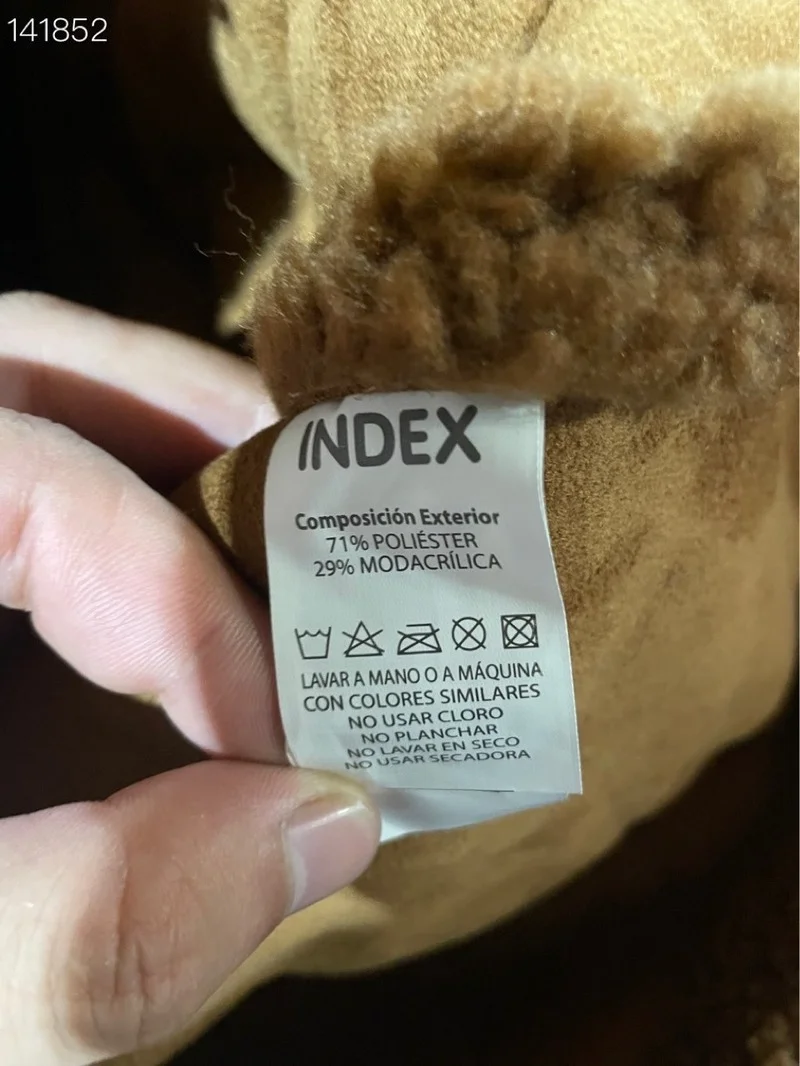 141852
INDEX
Composición Exterior
71% POLIÉSTER
29% MODACRÍLICA
LAVAR A MANO O A MÁQUINA
CON COLORES SIMILARES
NO USAR CLORO
NO PLANCHAR
NO LAVAR EN SECO
NO USAR SECADORA